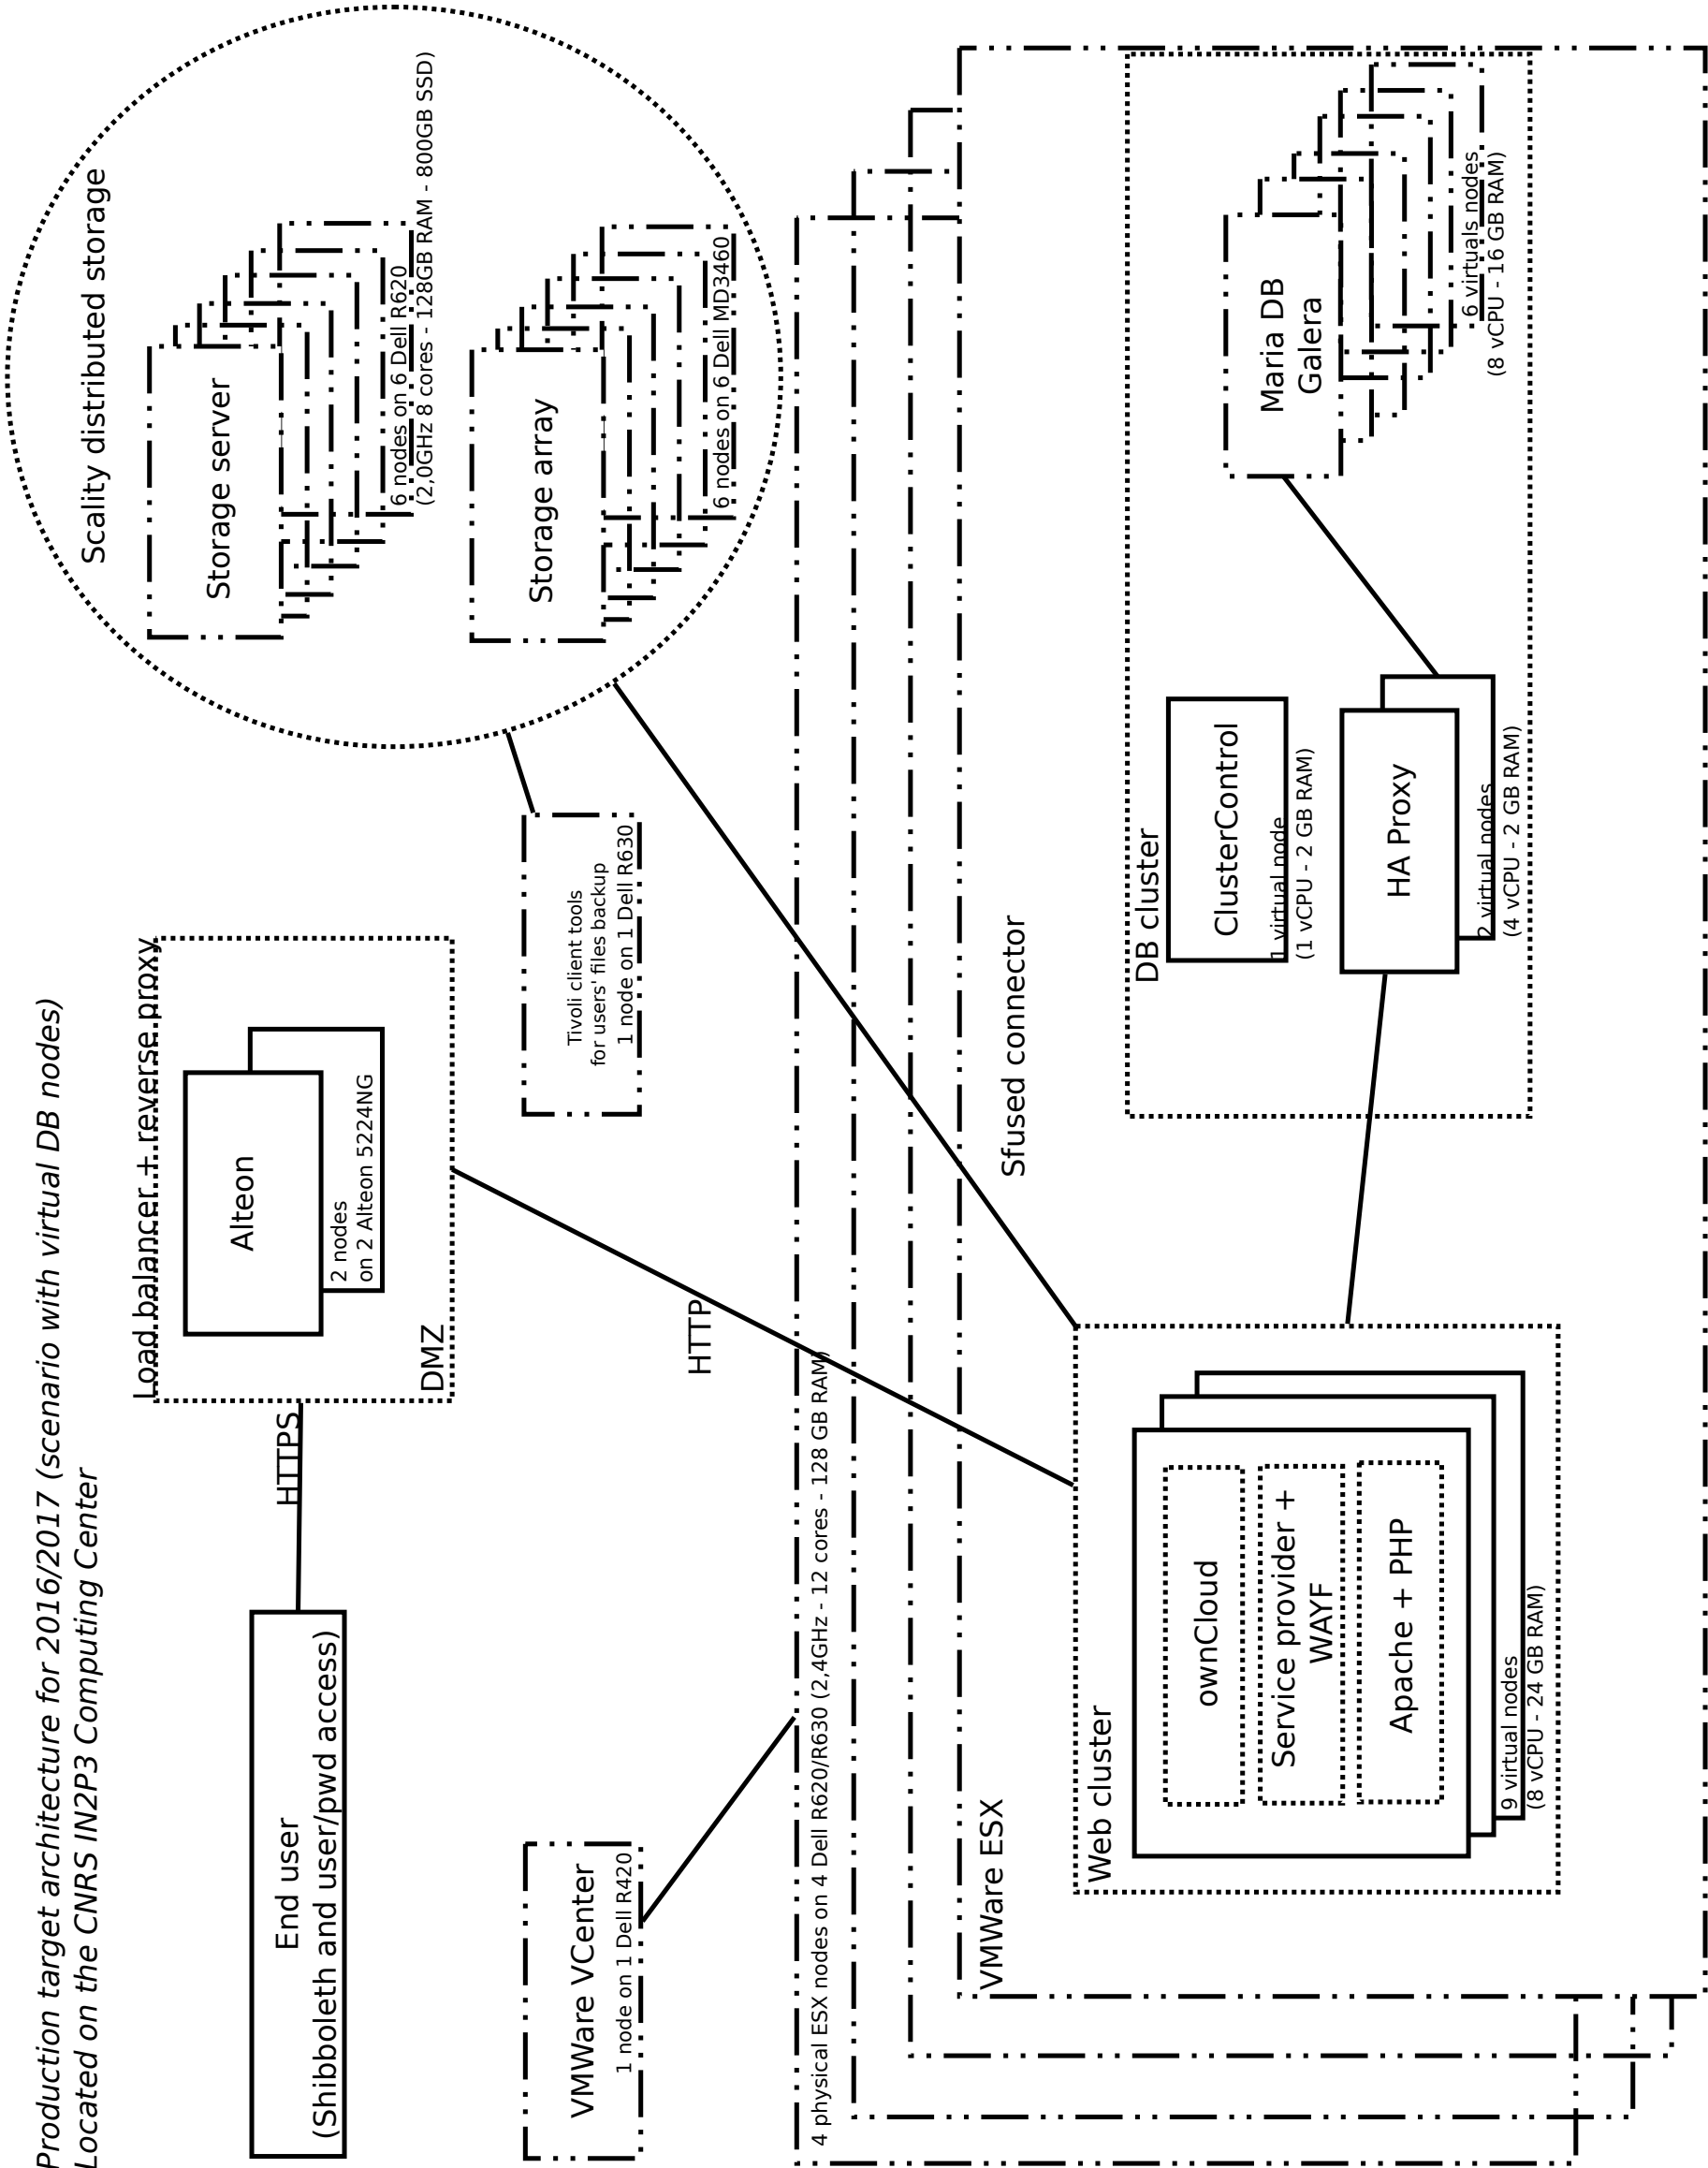 Production target architecture for 2016/2017 (scenario with virtual DB nodes)
Located on the CNRS IN2P3 Computing Center
End user
(Shibboleth and user/pwd access)
HTTPS
Load balancer + reverse proxy
Alteon
2 nodes
on 2 Alteon 5224NG
DMZ
Scality distributed storage
Storage server
6 nodes on 6 Dell R620
(2,0GHz 8 cores - 128GB RAM - 800GB SSD)
Storage array
6 nodes on 6 Dell MD3460
VMWare VCenter
1 node on 1 Dell R420
HTTP
Tivoli client tools
for users' files backup
1 node on 1 Dell R630
4 physical ESX nodes on 4 Dell R620/R630 (2,4GHz - 12 cores - 128 GB RAM)
VMWare ESX
Sfused connector
Web cluster
ownCloud
Service provider +
WAYF
Apache + PHP
9 virtual nodes
(8 vCPU - 24 GB RAM)
DB cluster
ClusterControl
1 virtual node
(1 vCPU - 2 GB RAM)
HA Proxy
2 virtual nodes
(4 vCPU - 2 GB RAM)
Maria DB
Galera
6 virtuals nodes
(8 vCPU - 16 GB RAM)